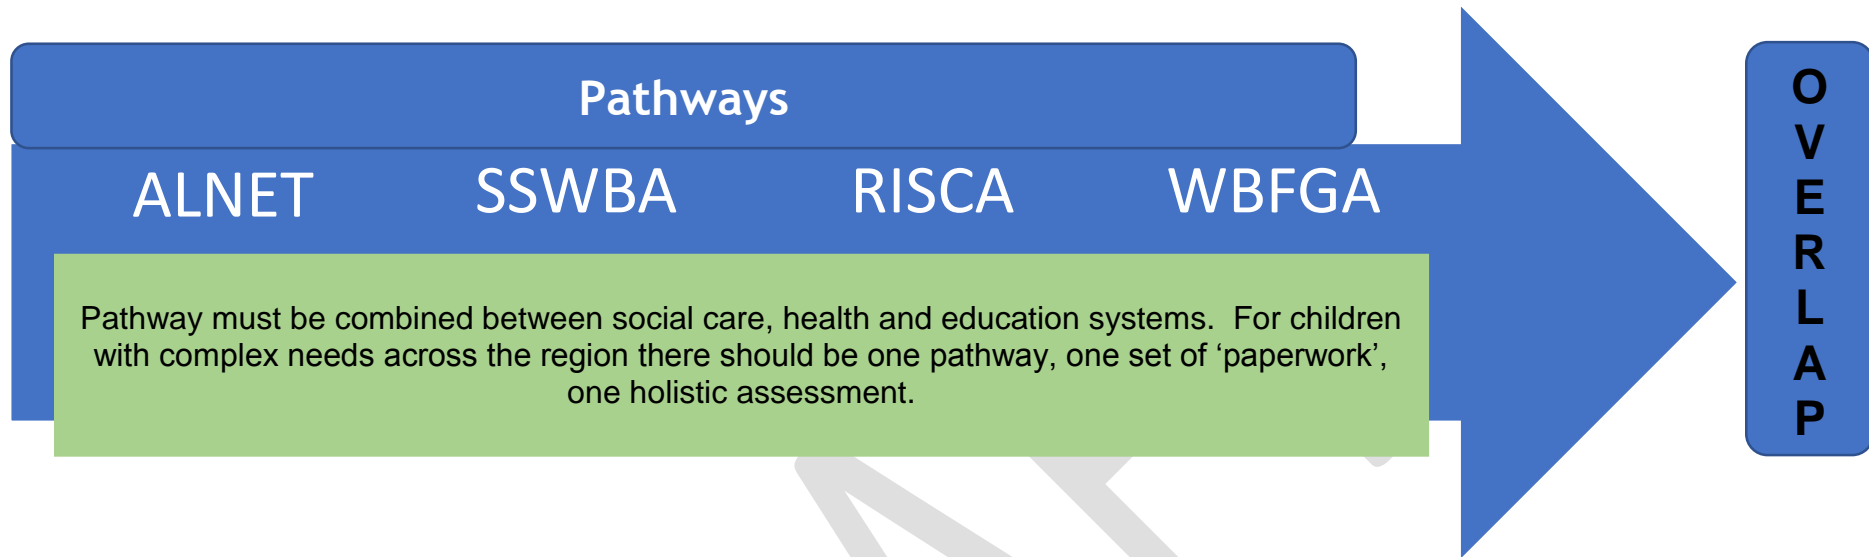 Pathways
ALNET SSWBA RISCA WBFGA
Pathway must be combined between social care, health and education systems.  For children
with complex needs across the region there should be one pathway, one set of ‘paperwork’,
one holistic assessment.
O
V
E
R
L
A
P